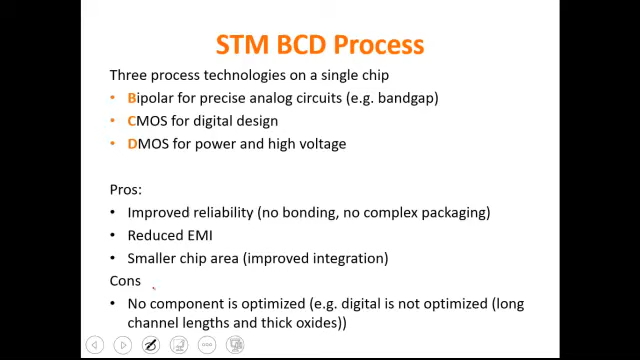 STM BCD Process
Three process technologies on a single chip
• Bipolar for precise analog circuits (e.g. bandgap)
• CMOS for digital design
• DMOS for power and high voltage
Pros:
• Improved reliability (no bonding, no complex packaging)
• Reduced EMI
• Smaller chip area (improved integration)
Cons
• No component is optimized (e.g. digital is not optimized (long
channel lengths and thick oxides))